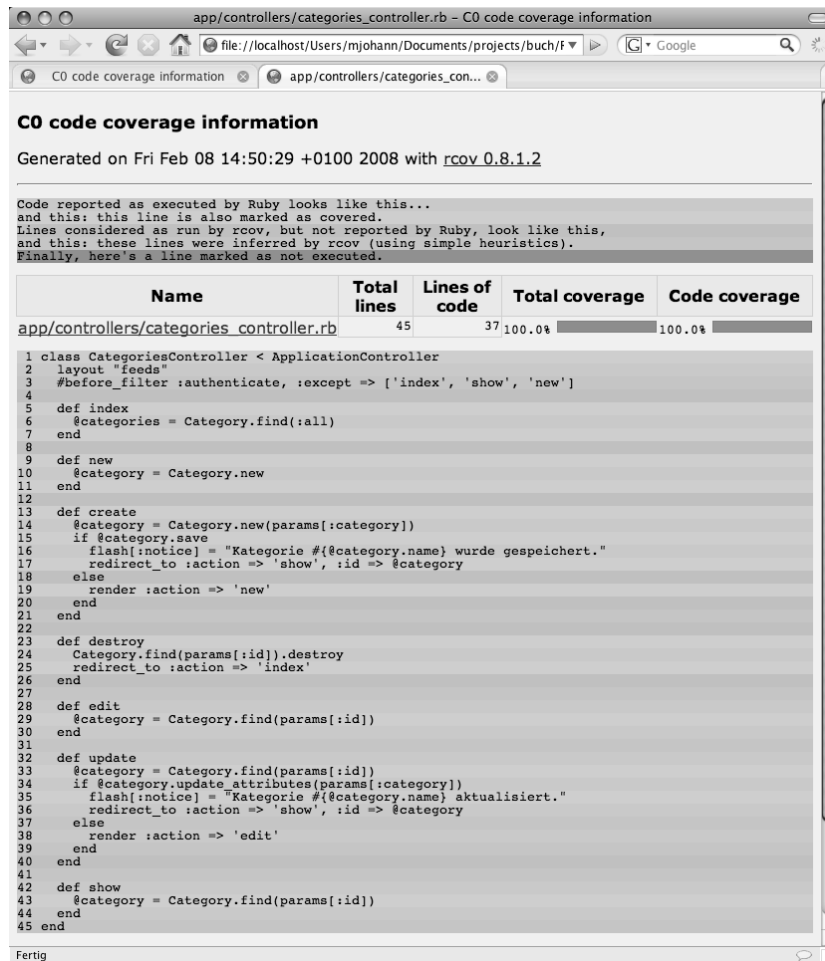 app/controllers/categories_controller.rb – C0 code coverage information
file://localhost/Users/mjohann/Documents/projects/buch/F
G Google
C0 code coverage information
app/controllers/categories_con...
C0 code coverage information
Generated on Fri Feb 08 14:50:29 +0100 2008 with rcov 0.8.1.2
Code reported as executed by Ruby looks like this...
and this: this line is also marked as covered.
Lines considered as run by rcov, but not reported by Ruby, look like this,
and this: these lines were inferred by rcov (using simple heuristics).
Finally, here's a line marked as not executed.
Name Total lines Lines of code Total coverage Code coverage
app/controllers/categories_controller.rb 45 37 100.0% 100.0%
1 class CategoriesController < ApplicationController
2   layout "feeds"
3   #before_filter :authenticate, :except => ['index', 'show', 'new']
4
5   def index
6     @categories = Category.find(:all)
7   end
8
9   def new
10     @category = Category.new
11   end
12
13   def create
14     @category = Category.new(params[:category])
15     if @category.save
16       flash[:notice] = "Kategorie #{@category.name} wurde gespeichert."
17       redirect_to :action => 'show', :id => @category
18     else
19       render :action => 'new'
20     end
21   end
22
23   def destroy
24     Category.find(params[:id]).destroy
25     redirect_to :action => 'index'
26   end
27
28   def edit
29     @category = Category.find(params[:id])
30   end
31
32   def update
33     @category = Category.find(params[:id])
34     if @category.update_attributes(params[:category])
35       flash[:notice] = "Kategorie #{@category.name} aktualisiert."
36       redirect_to :action => 'show', :id => @category
37     else
38       render :action => 'edit'
39     end
40   end
41
42   def show
43     @category = Category.find(params[:id])
44   end
45 end
Fertig